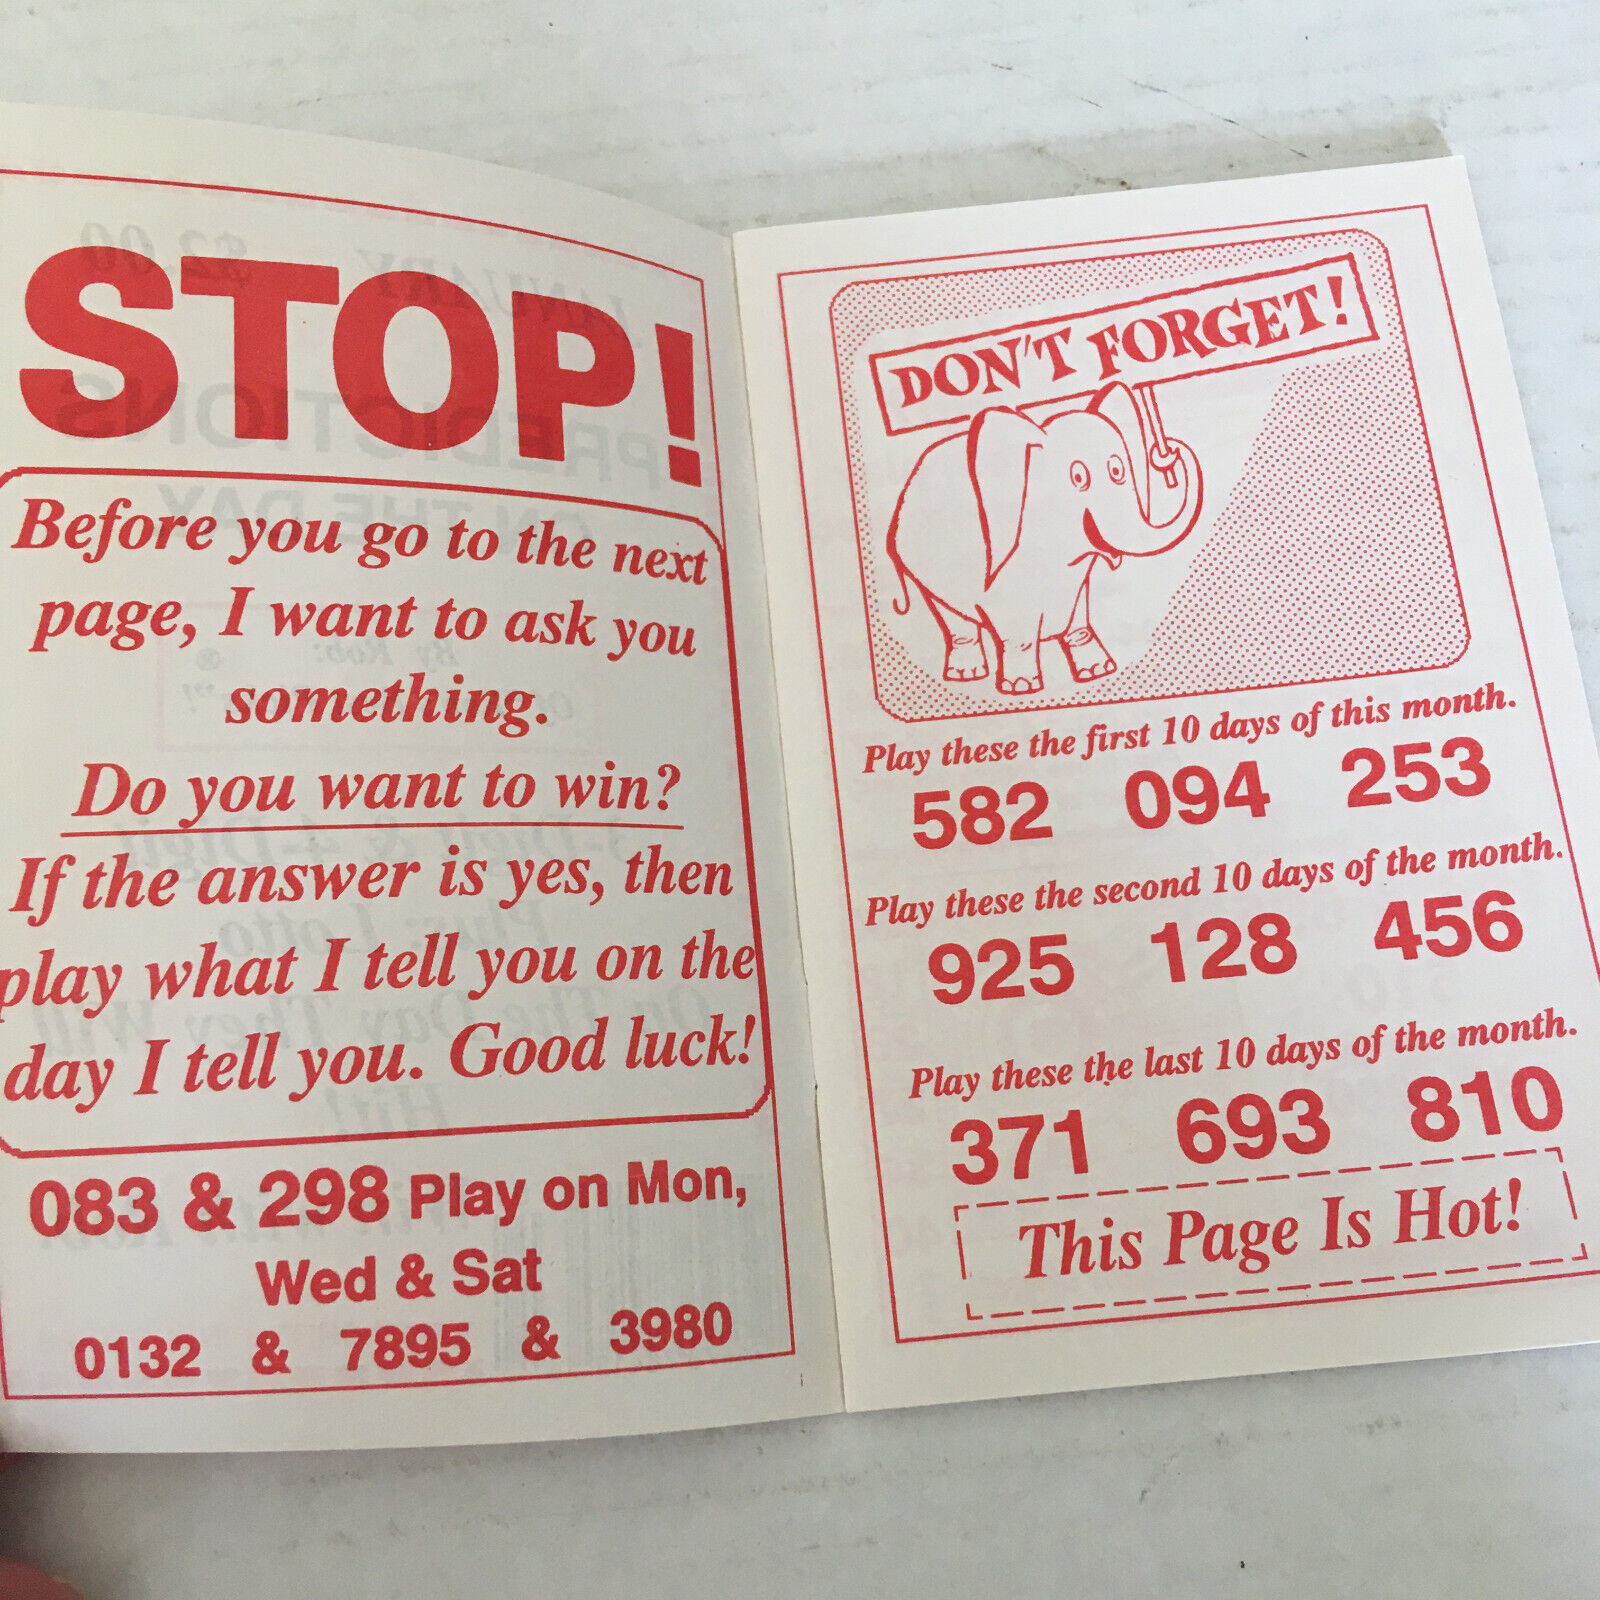 STOP!
Before you go to the next
page, I want to ask you
something.
Do you want to win?
If the answer is yes, then
play what I tell you on the
day I tell you. Good luck!
083 & 298 Play on Mon,
Wed & Sat
0132 & 7895 & 3980
DON'T FORGET!
Play these the first 10 days of this month.
582 094 253
Play these the second 10 days of the month.
925 128 456
Play these the last 10 days of the month.
371 693 810
This Page Is Hot!